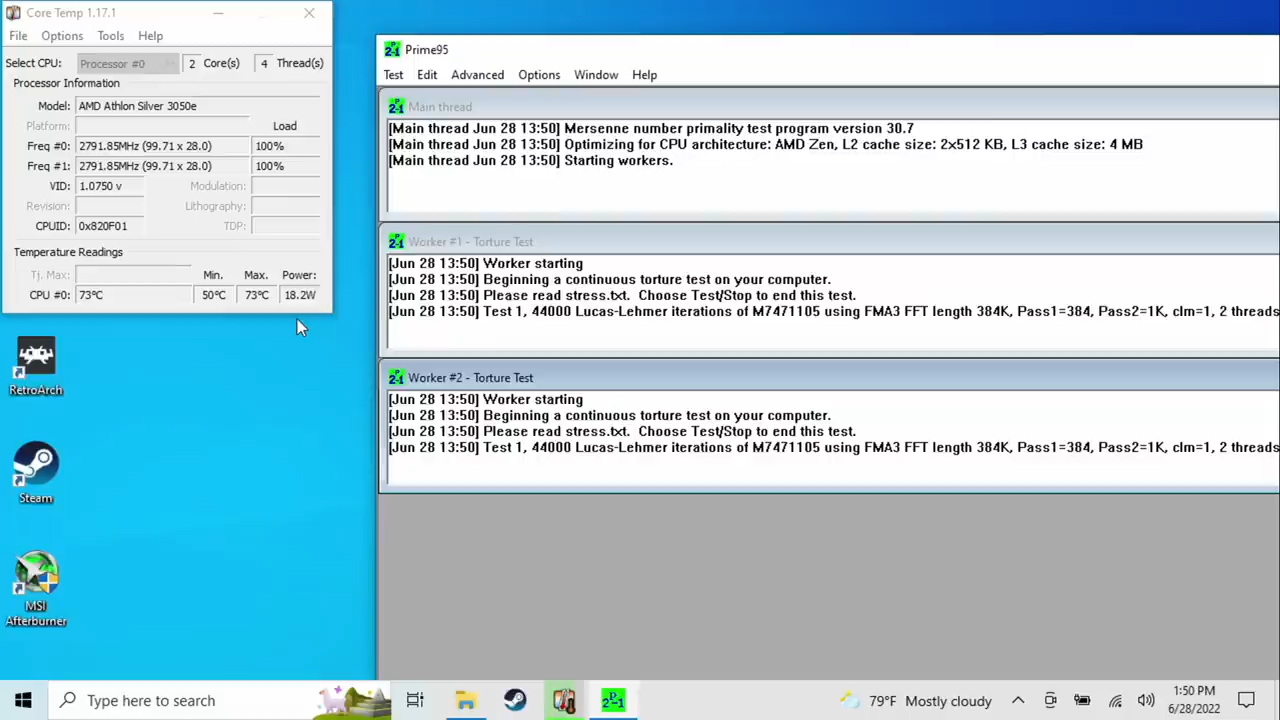 Core Temp 1.17.1
File Options Tools Help
Select CPU: Processor #0 2 Core(s) 4 Thread(s)
Processor Information
Model: AMD Athlon Silver 3050e
Platform:
Load
Freq #0: 2791.85MHz (99.71 x 28.0) 100%
Freq #1: 2791.85MHz (99.71 x 28.0) 100%
VID: 1.0750 v Modulation:
Revision: Lithography:
CPUID: 0x820F01 TDP:
Temperature Readings
Tj. Max: Min. Max. Power:
CPU #0: 73°C 50°C 73°C 18.2W
RetroArch
Steam
MSI
Afterburner
Prime95
Test Edit Advanced Options Window Help
Main thread
[Main thread Jun 28 13:50] Mersenne number primality test program version 30.7
[Main thread Jun 28 13:50] Optimizing for CPU architecture: AMD Zen, L2 cache size: 2x512 KB, L3 cache size: 4 MB
[Main thread Jun 28 13:50] Starting workers.
Worker #1 - Torture Test
[Jun 28 13:50] Worker starting
[Jun 28 13:50] Beginning a continuous torture test on your computer.
[Jun 28 13:50] Please read stress.txt. Choose Test/Stop to end this test.
[Jun 28 13:50] Test 1, 44000 Lucas-Lehmer iterations of M7471105 using FMA3 FFT length 384K, Pass1=384, Pass2=1K, clm=1, 2 threads
Worker #2 - Torture Test
[Jun 28 13:50] Worker starting
[Jun 28 13:50] Beginning a continuous torture test on your computer.
[Jun 28 13:50] Please read stress.txt. Choose Test/Stop to end this test.
[Jun 28 13:50] Test 1, 44000 Lucas-Lehmer iterations of M7471105 using FMA3 FFT length 384K, Pass1=384, Pass2=1K, clm=1, 2 threads
Type here to search
79°F Mostly cloudy
1:50 PM
6/28/2022